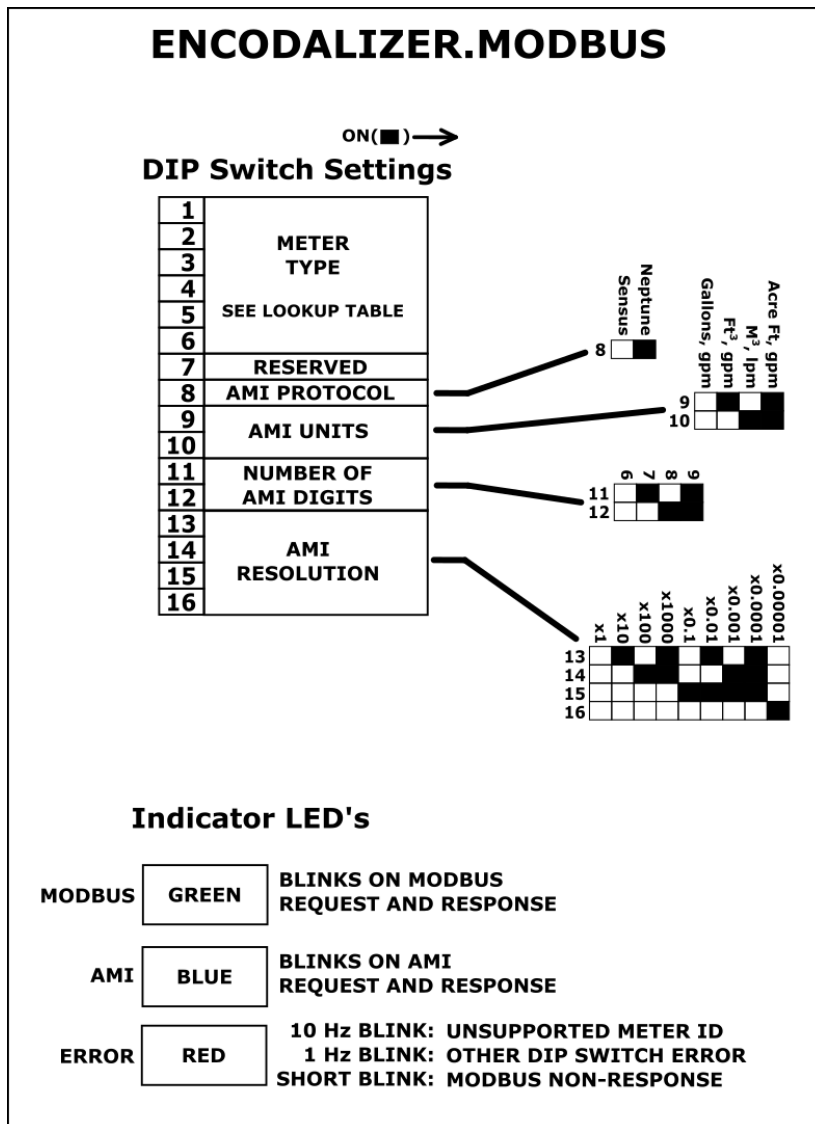 ENCODALIZER.MODBUS
ON(■)
DIP Switch Settings
1
2
3
4
5
6
METER
TYPE
SEE LOOKUP TABLE
7 RESERVED
8 AMI PROTOCOL
9
10
AMI UNITS
11
12
NUMBER OF
AMI DIGITS
13
14
15
16
AMI
RESOLUTION
Sensus
Neptune
8
Gallons, gpm
Ft³, gpm
M³, lpm
Acre Ft, gpm
9
10
6 7 8 9
11
12
x1
x10
x100
x1000
x0.1
x0.01
x0.001
x0.0001
x0.00001
13
14
15
16
Indicator LED's
MODBUS GREEN
BLINKS ON MODBUS
REQUEST AND RESPONSE
AMI BLUE
BLINKS ON AMI
REQUEST AND RESPONSE
ERROR RED
10 Hz BLINK: UNSUPPORTED METER ID
1 Hz BLINK: OTHER DIP SWITCH ERROR
SHORT BLINK: MODBUS NON-RESPONSE